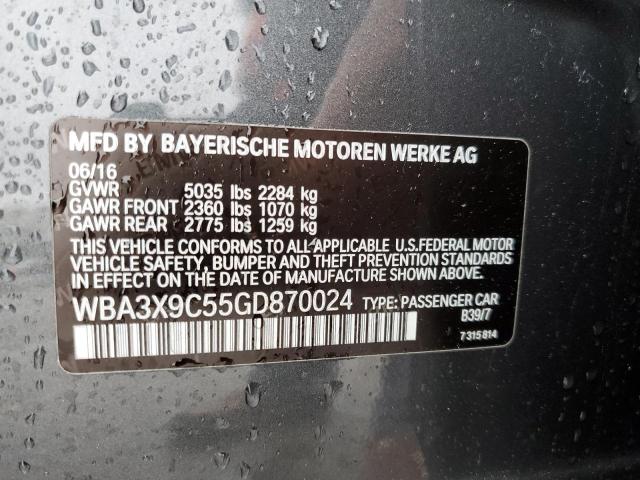 MFD BY BAYERISCHE MOTOREN WERKE AG
06/16
GVWR 5035 lbs 2284 kg
GAWR FRONT 2360 lbs 1070 kg
GAWR REAR 2775 lbs 1259 kg
THIS VEHICLE CONFORMS TO ALL APPLICABLE U.S.FEDERAL MOTOR
VEHICLE SAFETY, BUMPER AND THEFT PREVENTION STANDARDS
IN EFFECT ON THE DATE OF MANUFACTURE SHOWN ABOVE.
WBA3X9C55GD870024 TYPE: PASSENGER CAR
B39/7
7315814